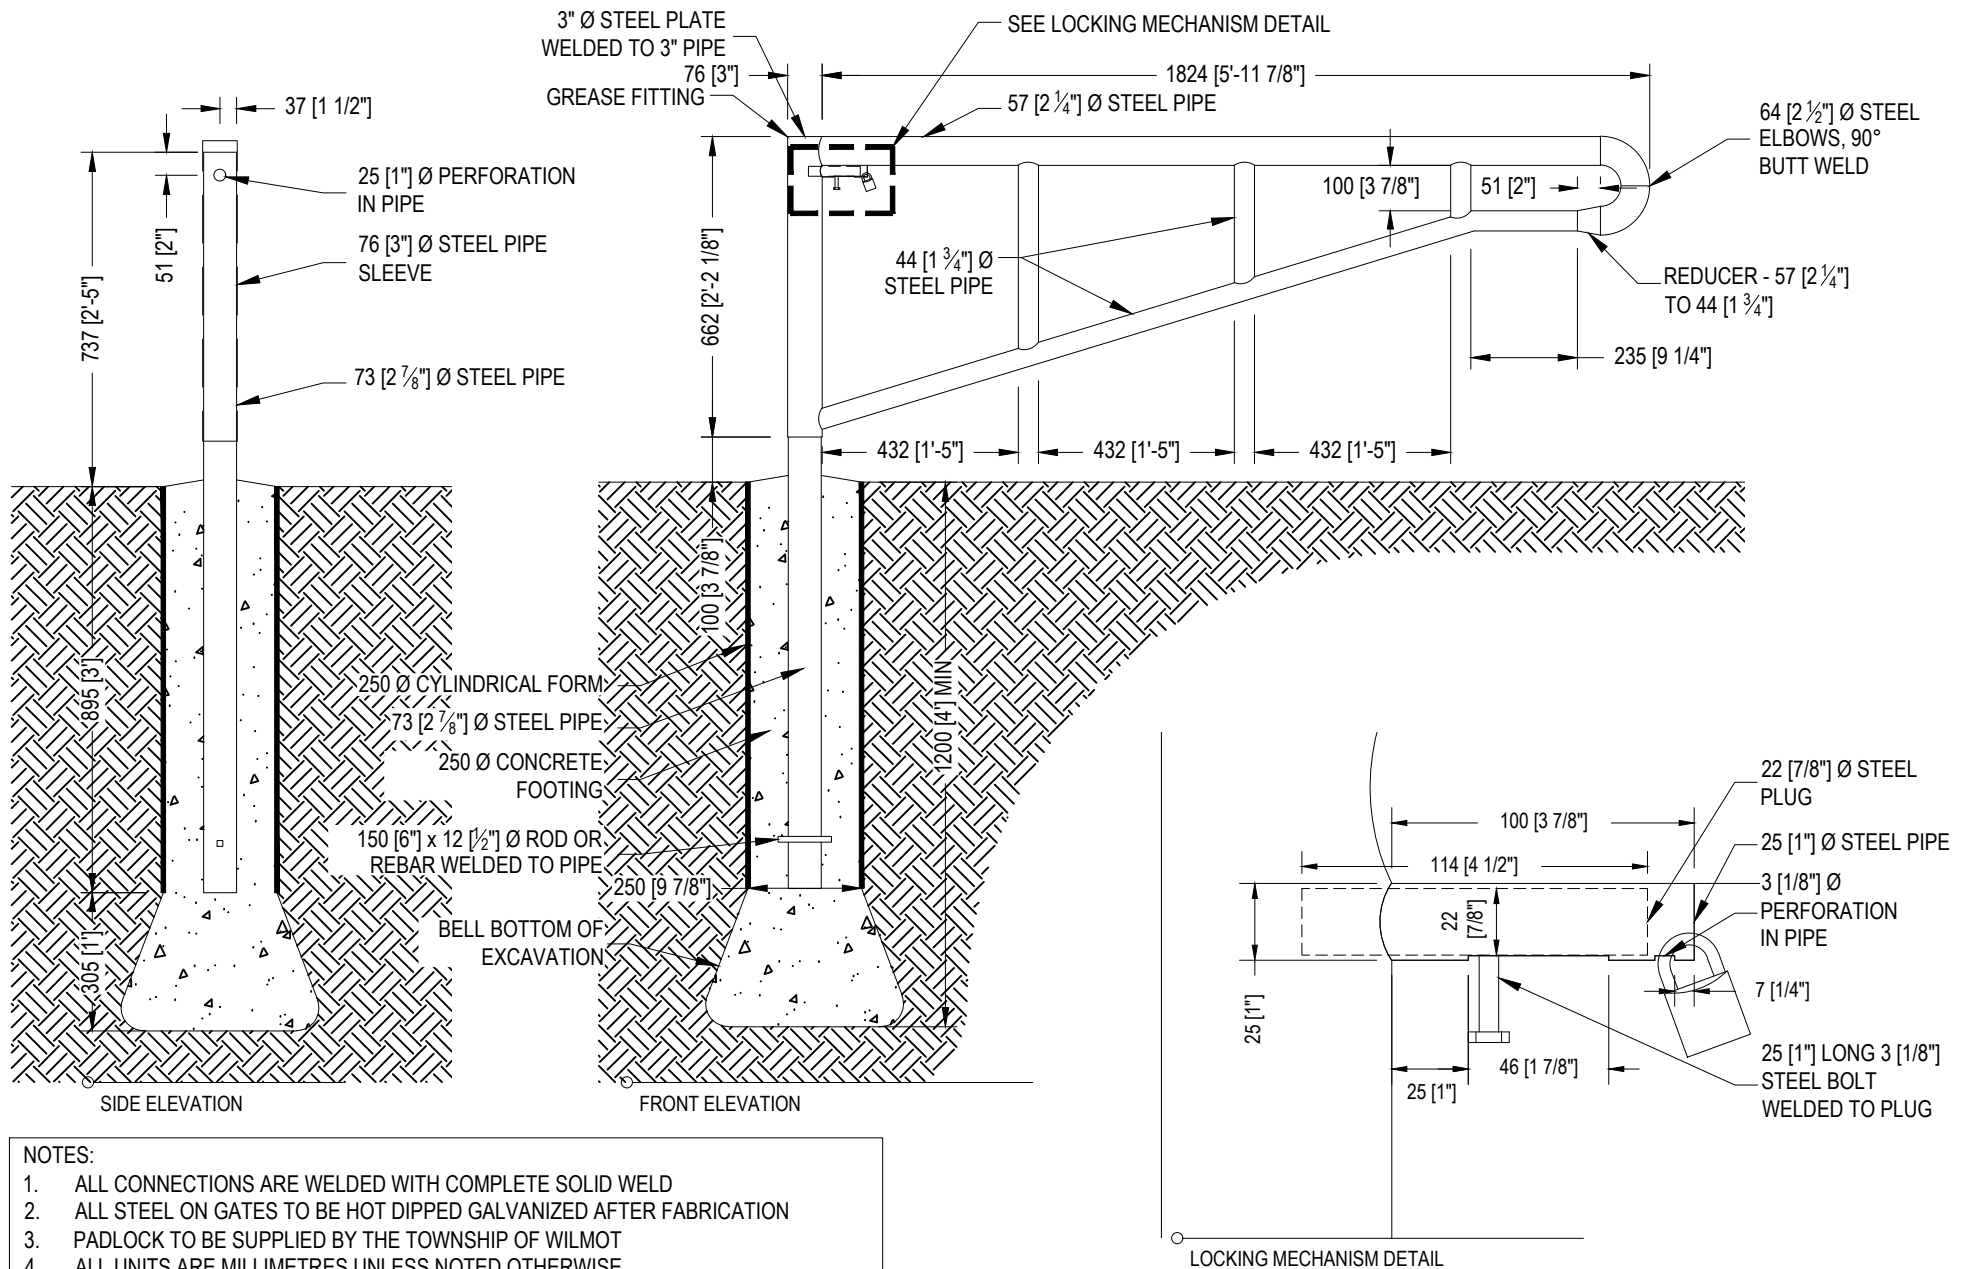 3" Ø STEEL PLATE
WELDED TO 3" PIPE
76 [3"]
GREASE FITTING
SEE LOCKING MECHANISM DETAIL
1824 [5'-11 7/8"]
57 [2 1/4"] Ø STEEL PIPE
64 [2 1/2"] Ø STEEL
ELBOWS, 90°
BUTT WELD
37 [1 1/2"]
25 [1"] Ø PERFORATION
IN PIPE
51 [2"]
76 [3"] Ø STEEL PIPE
SLEEVE
737 [2'-5"]
73 [2 7/8"] Ø STEEL PIPE
662 [2'-2 1/8"]
100 [3 7/8"]
51 [2"]
44 [1 3/4"] Ø
STEEL PIPE
REDUCER - 57 [2 1/4"]
TO 44 [1 3/4"]
235 [9 1/4"]
432 [1'-5"]
432 [1'-5"]
432 [1'-5"]
100 [3 7/8"]
895 [3']
250 Ø CYLINDRICAL FORM
73 [2 7/8"] Ø STEEL PIPE
250 Ø CONCRETE
FOOTING
1200 [4'] MIN
150 [6"] x 12 [1/2"] Ø ROD OR
REBAR WELDED TO PIPE
250 [9 7/8"]
BELL BOTTOM OF
EXCAVATION
305 [1']
SIDE ELEVATION
FRONT ELEVATION
22 [7/8"] Ø STEEL
PLUG
100 [3 7/8"]
25 [1"] Ø STEEL PIPE
114 [4 1/2"]
3 [1/8"] Ø
PERFORATION
IN PIPE
22
[7/8"]
7 [1/4"]
25 [1"]
46 [1 7/8"]
25 [1"]
25 [1"] LONG 3 [1/8"]
STEEL BOLT
WELDED TO PLUG
LOCKING MECHANISM DETAIL
NOTES:
1. ALL CONNECTIONS ARE WELDED WITH COMPLETE SOLID WELD
2. ALL STEEL ON GATES TO BE HOT DIPPED GALVANIZED AFTER FABRICATION
3. PADLOCK TO BE SUPPLIED BY THE TOWNSHIP OF WILMOT
4. ALL UNITS ARE MILLIMETRES UNLESS NOTED OTHERWISE